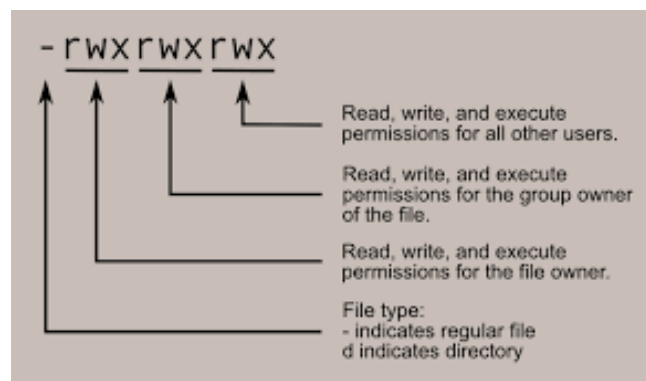 -rwxrwxrwx
Read, write, and execute
permissions for all other users.
Read, write, and execute
permissions for the group owner
of the file.
Read, write, and execute
permissions for the file owner.
File type:
- indicates regular file
d indicates directory